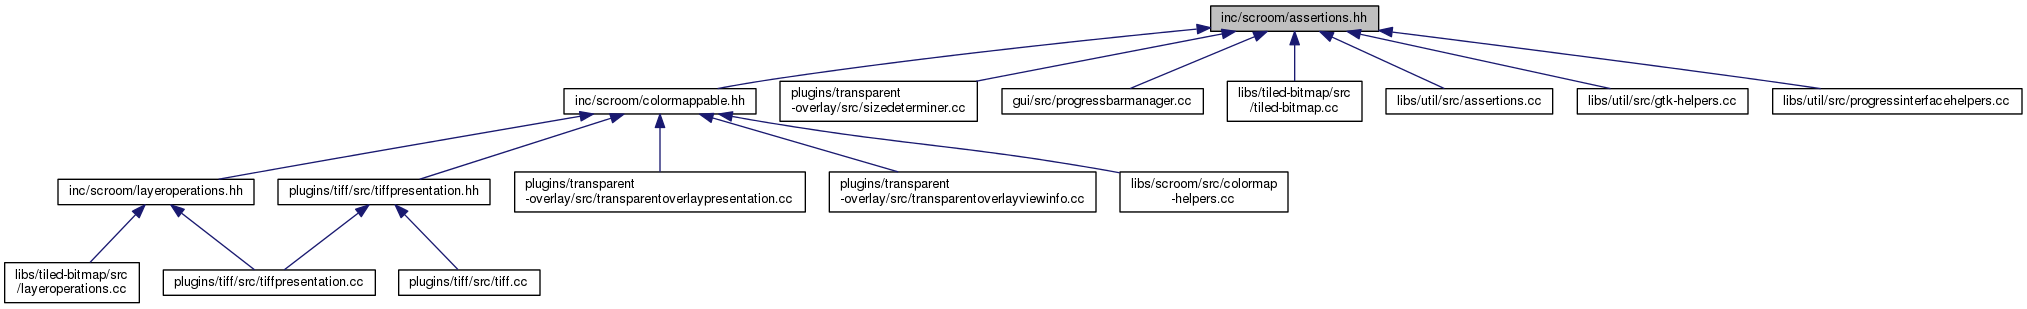 inc/scroom/assertions.hh
inc/scroom/colormappable.hh
plugins/transparent
-overlay/src/sizedeterminer.cc
gui/src/progressbarmanager.cc
libs/tiled-bitmap/src
/tiled-bitmap.cc
libs/util/src/assertions.cc
libs/util/src/gtk-helpers.cc
libs/util/src/progressinterfacehelpers.cc
inc/scroom/layeroperations.hh
plugins/tiff/src/tiffpresentation.hh
plugins/transparent
-overlay/src/transparentoverlaypresentation.cc
plugins/transparent
-overlay/src/transparentoverlayviewinfo.cc
libs/scroom/src/colormap
-helpers.cc
libs/tiled-bitmap/src
/layeroperations.cc
plugins/tiff/src/tiffpresentation.cc
plugins/tiff/src/tiff.cc